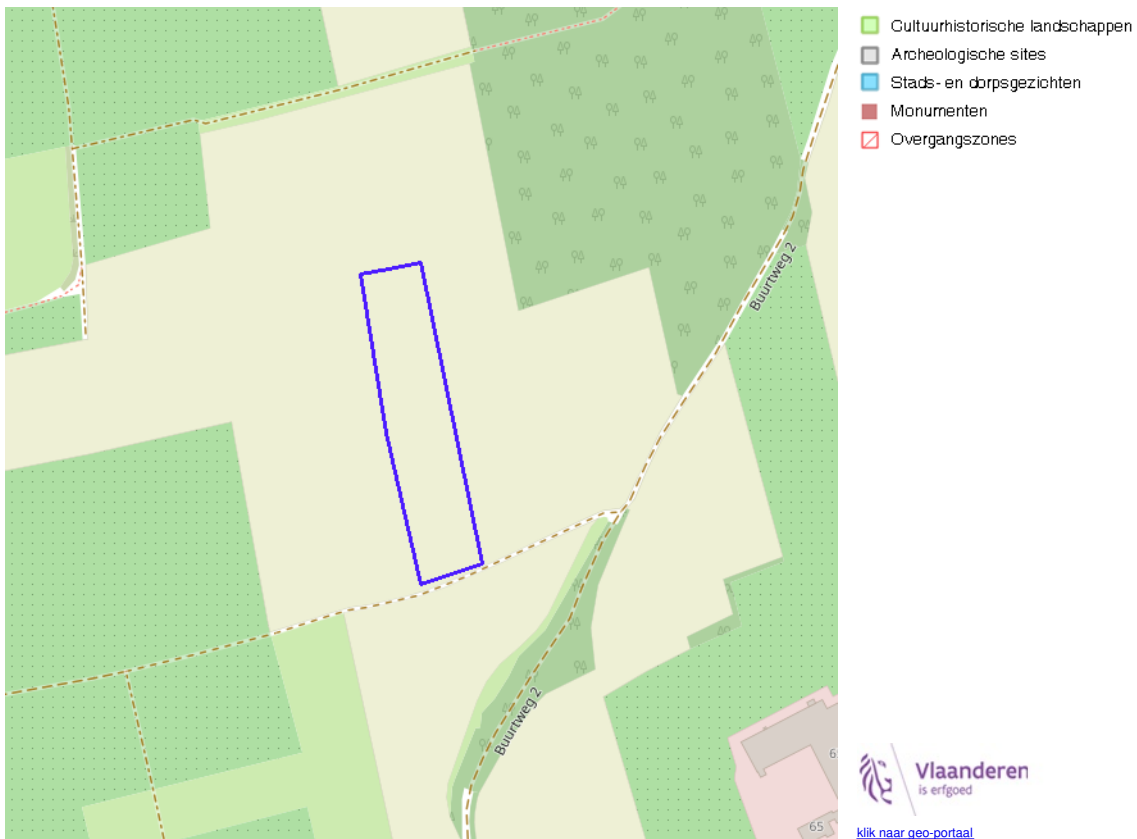 Cultuurhistorische landschappen
Archeologische sites
Stads- en dorpsgezichten
Monumenten
Overgangszones
Buurtweg 2
Buurtweg 2
65
Vlaanderen
is erfgoed
klik naar geo-portaal